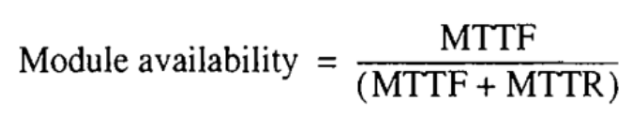 Module availability = MTTF / (MTTF + MTTR)